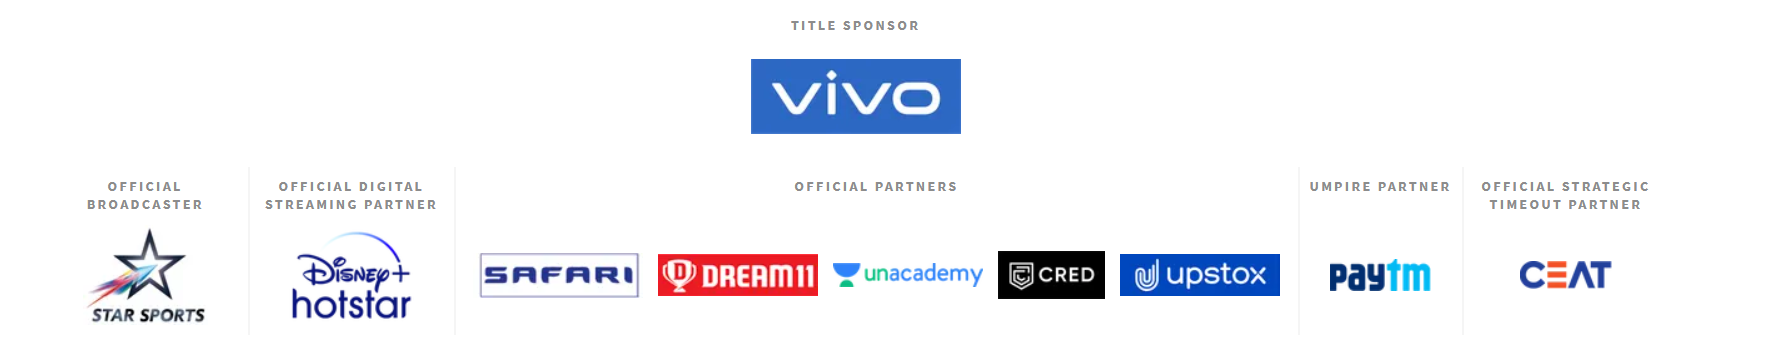 TITLE SPONSOR
vivo
OFFICIAL
BROADCASTER
STAR SPORTS
OFFICIAL DIGITAL
STREAMING PARTNER
Disney+
hotstar
OFFICIAL PARTNERS
SAFARI
DREAM11
unacademy
CRED
upstox
UMPIRE PARTNER
paytm
OFFICIAL STRATEGIC
TIMEOUT PARTNER
CEAT